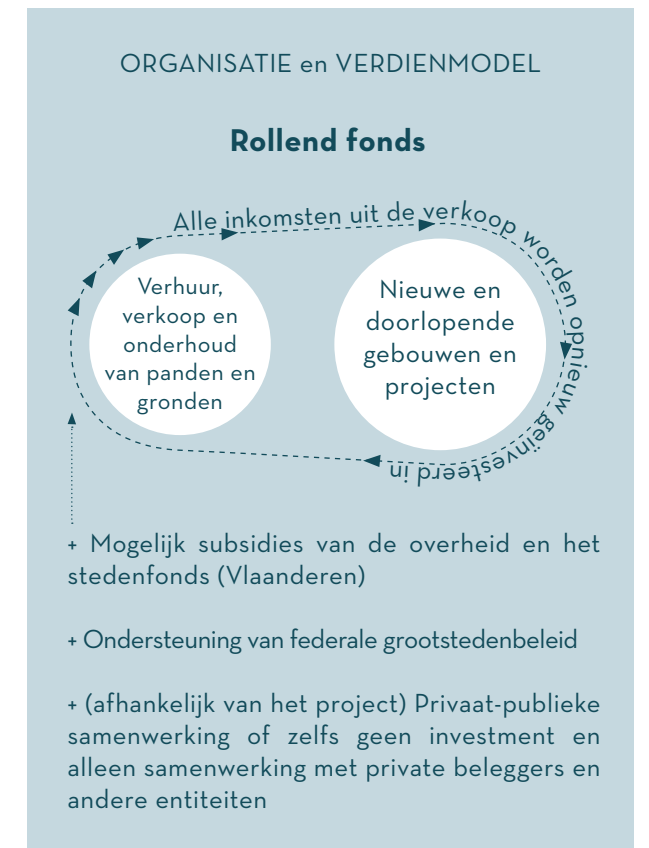 ORGANISATIE en VERDIENMODEL
Rollend fonds
Alle inkomsten uit de verkoop worden opnieuw geïnvesteerd in
Verhuur,
verkoop en
onderhoud
van panden en
gronden
Nieuwe en
doorlopende
gebouwen en
projecten
+ Mogelijk subsidies van de overheid en het
stedenfonds (Vlaanderen)
+ Ondersteuning van federale grootstedenbeleid
+ (afhankelijk van het project) Privaat-publieke
samenwerking of zelfs geen investment en
alleen samenwerking met private beleggers en
andere entiteiten